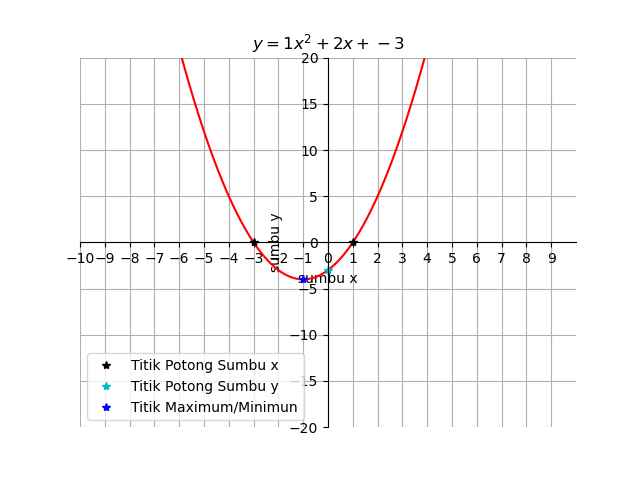 y = 1x² + 2x + −3
20
15
10
5
0
−5
−10
−15
−20
sumbu y
−10 −9 −8 −7 −6 −5 −4 −3 −2 −1 0 1 2 3 4 5 6 7 8 9
sumbu x
Titik Potong Sumbu x
Titik Potong Sumbu y
Titik Maximum/Minimun